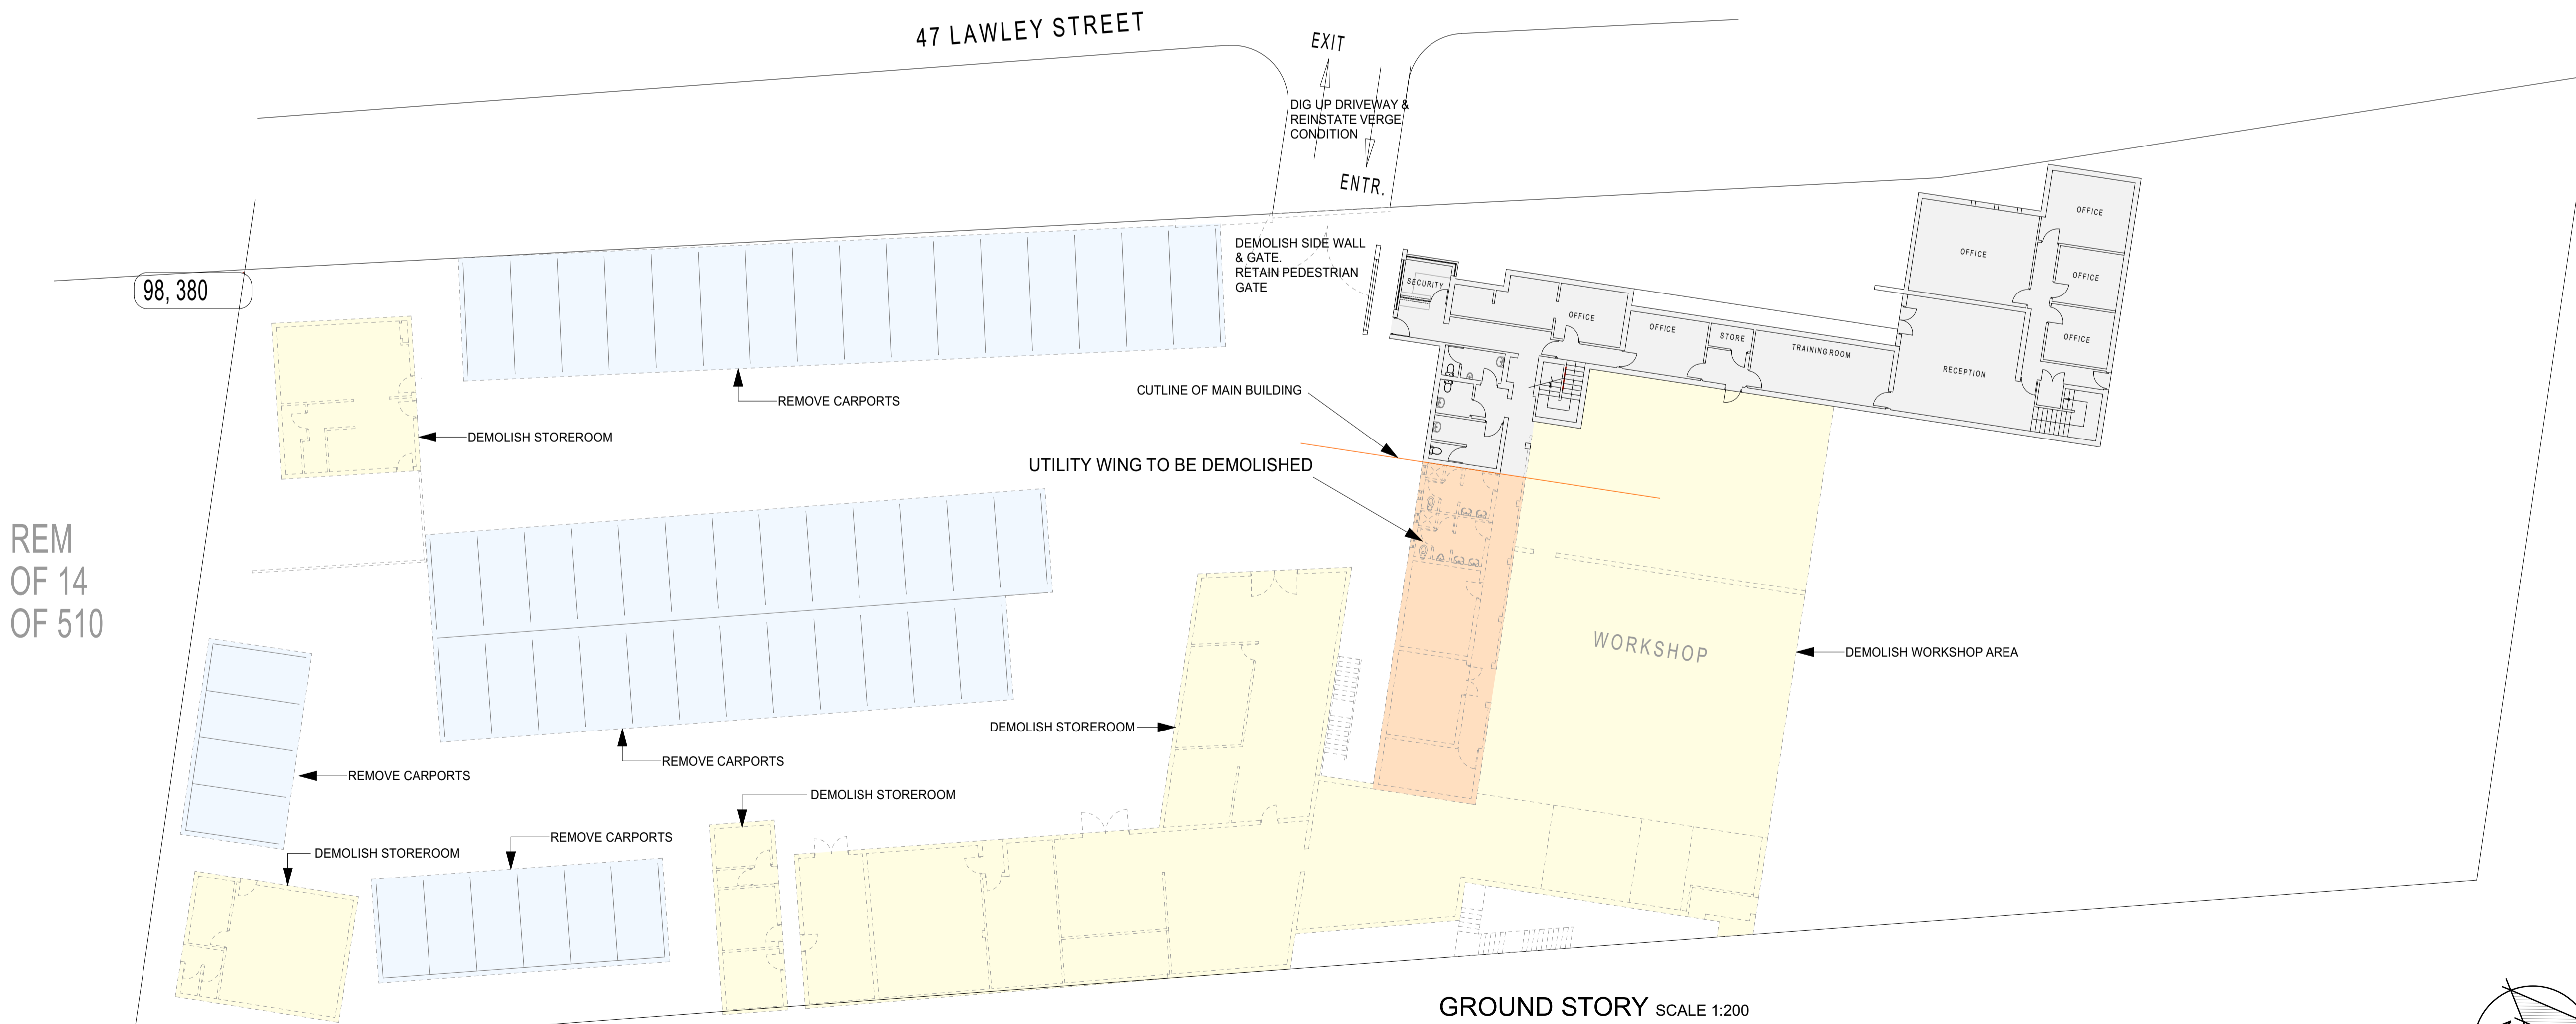 47 LAWLEY STREET
EXIT
DIG UP DRIVEWAY &
REINSTATE VERGE
CONDITION
ENTR.
98, 380
DEMOLISH SIDE WALL
& GATE.
RETAIN PEDESTRIAN
GATE
SECURITY
OFFICE
OFFICE
STORE
TRAINING ROOM
OFFICE
OFFICE
OFFICE
OFFICE
RECEPTION
REMOVE CARPORTS
CUTLINE OF MAIN BUILDING
DEMOLISH STOREROOM
UTILITY WING TO BE DEMOLISHED
REM
OF 14
OF 510
WORKSHOP
DEMOLISH WORKSHOP AREA
DEMOLISH STOREROOM
REMOVE CARPORTS
REMOVE CARPORTS
DEMOLISH STOREROOM
REMOVE CARPORTS
DEMOLISH STOREROOM
GROUND STORY SCALE 1:200